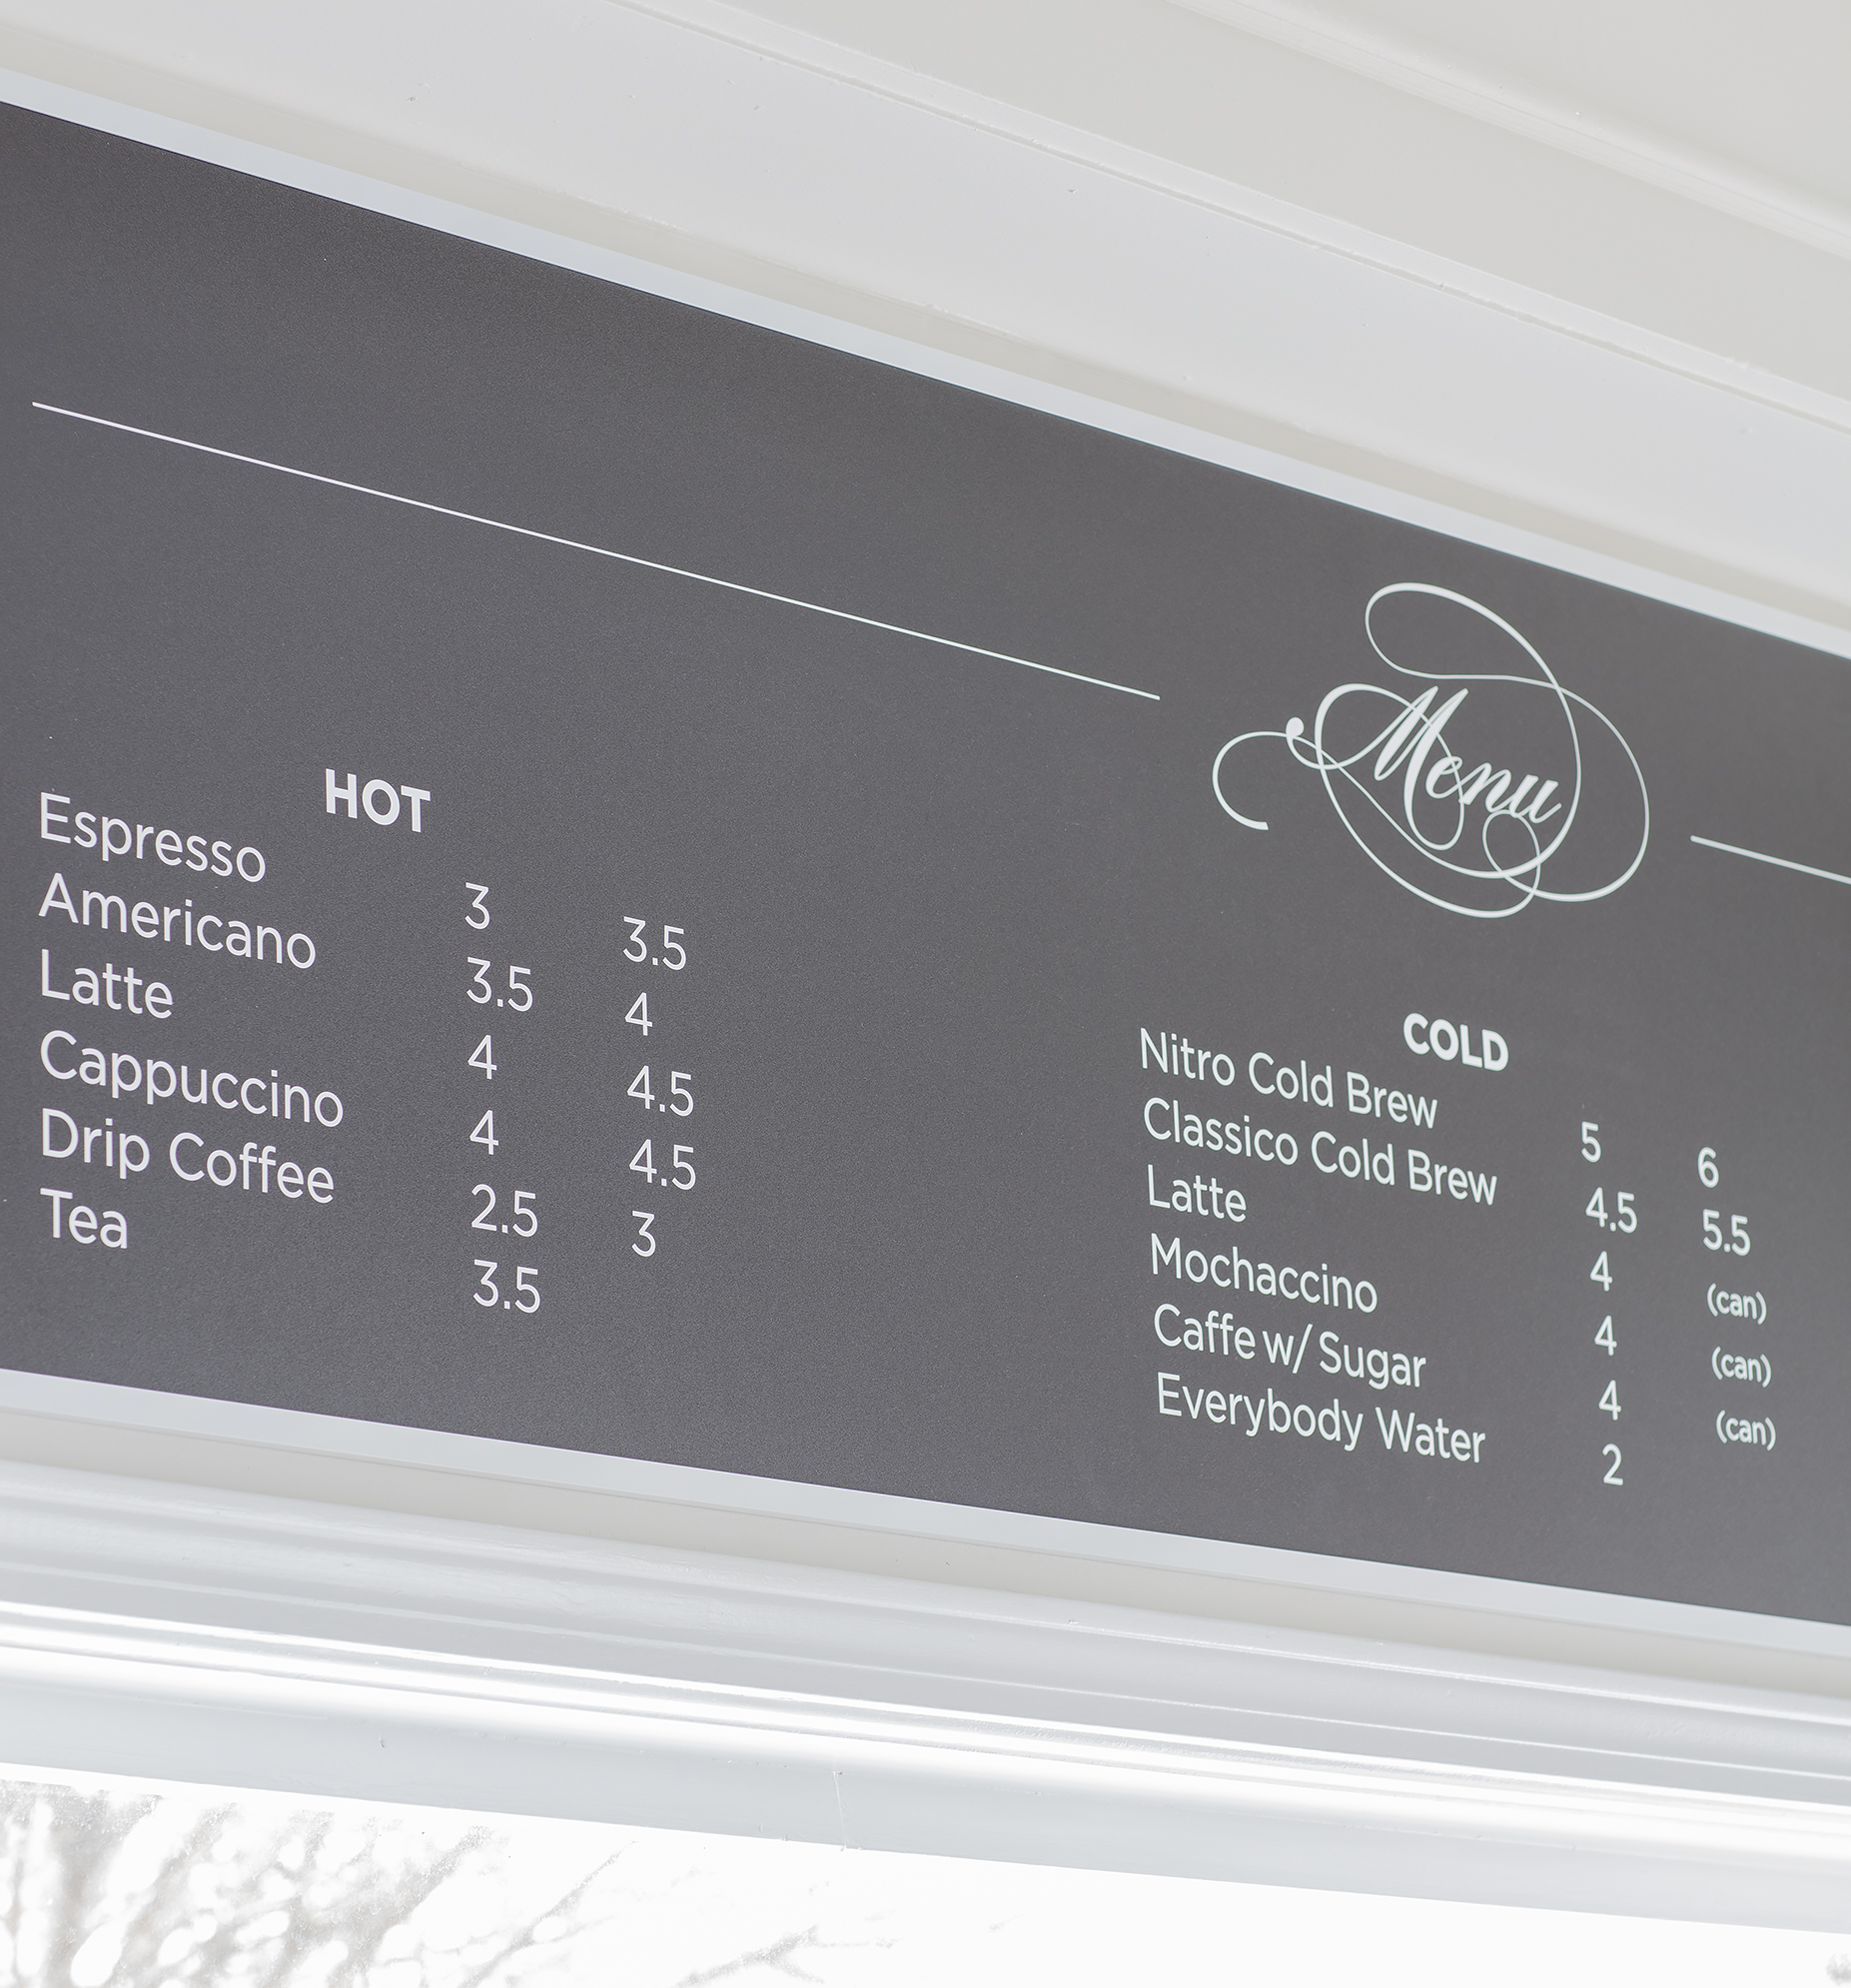 Menu
HOT
Espresso 3 3.5
Americano 3.5 4
Latte 4 4.5
Cappuccino 4 4.5
Drip Coffee 2.5 3
Tea 3.5
COLD
Nitro Cold Brew 5 6
Classico Cold Brew 4.5 5.5
Latte 4 (can)
Mochaccino 4 (can)
Caffe w/ Sugar 4 (can)
Everybody Water 2